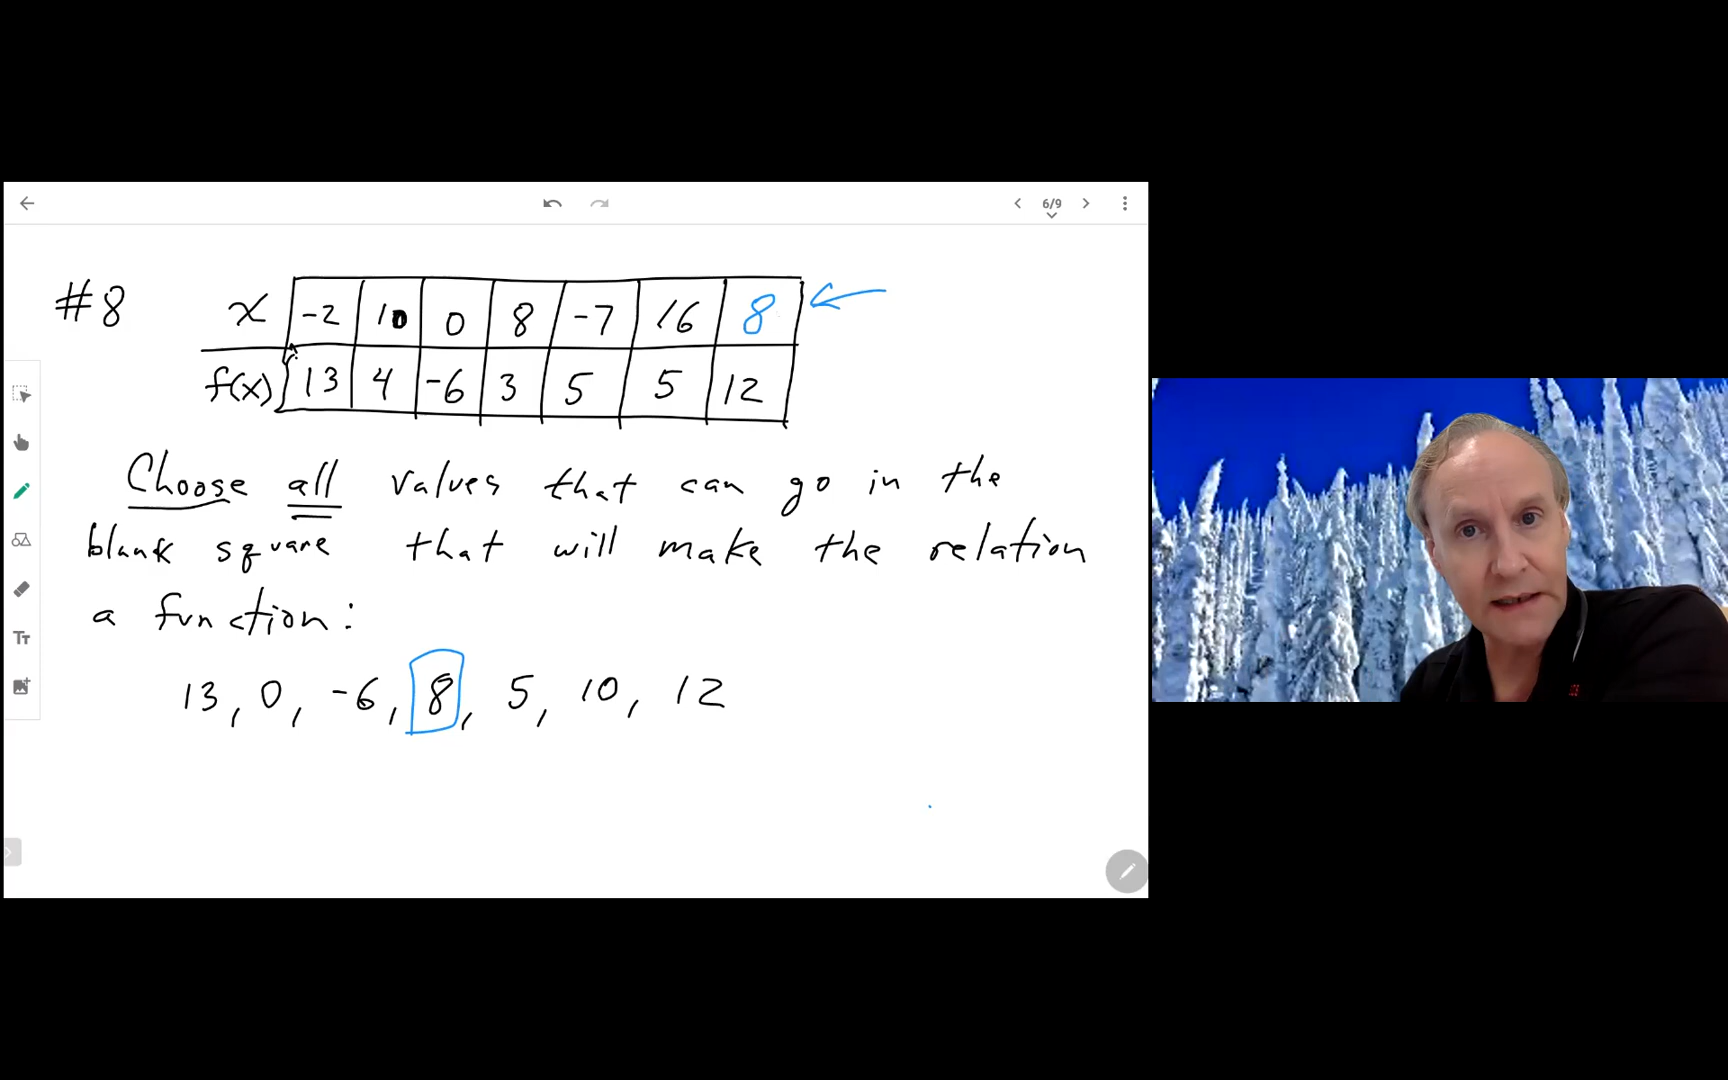 6/9
#8 x -2 10 0 8 -7 16 8
f(x) 13 4 -6 3 5 5 12
Choose all values that can go in the
blank square that will make the relation
a function:
13, 0, -6, 8, 5, 10, 12
Tт